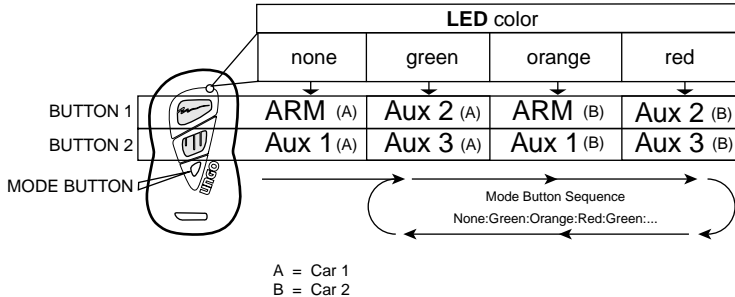 LED color
none green orange red
BUTTON 1 ARM (A) Aux 2 (A) ARM (B) Aux 2 (B)
BUTTON 2 Aux 1 (A) Aux 3 (A) Aux 1 (B) Aux 3 (B)
MODE BUTTON
UNGO
Mode Button Sequence
None:Green:Orange:Red:Green:...
A = Car 1
B = Car 2